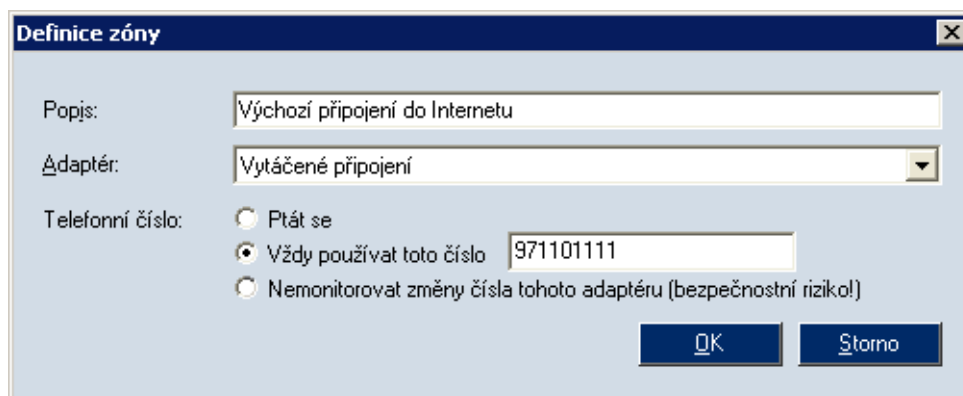 Definice zóny
Popis: Výchozí připojení do Internetu
Adaptér: Vytáčené připojení
Telefonní číslo: Ptát se
Vždy používat toto číslo 971101111
Nemonitorovat změny čísla tohoto adaptéru (bezpečnostní riziko!)
OK Storno